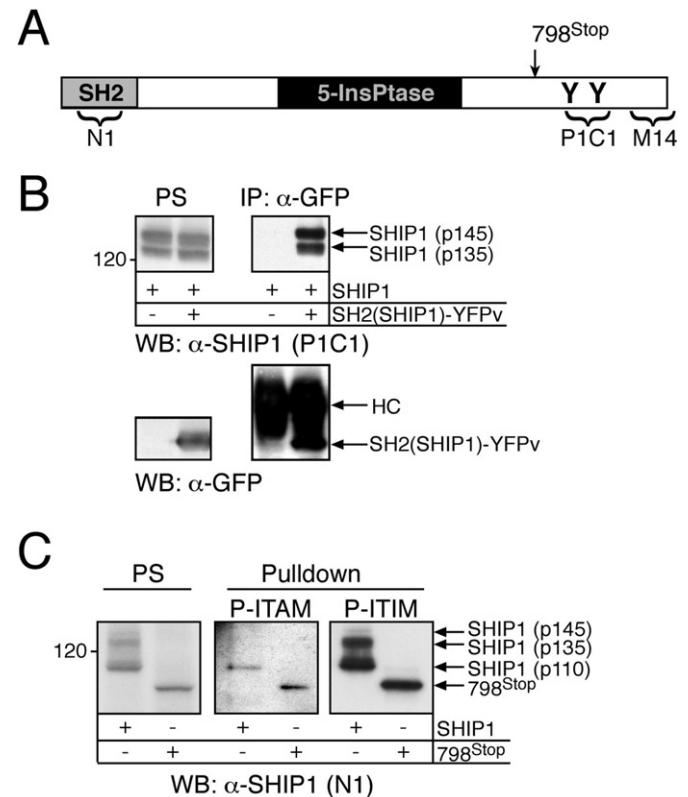 A
798Stop
SH2 5-InsPtase Y Y
N1 P1C1 M14
B
PS IP: α-GFP
SHIP1 (p145)
SHIP1 (p135)
120
+ + + + SHIP1
- + - + SH2(SHIP1)-YFPv
WB: α-SHIP1 (P1C1)
HC
SH2(SHIP1)-YFPv
WB: α-GFP
C
PS Pulldown
P-ITAM P-ITIM
SHIP1 (p145)
120
SHIP1 (p135)
SHIP1 (p110)
798Stop
+ - + - + - SHIP1
- + - + - + 798Stop
WB: α-SHIP1 (N1)